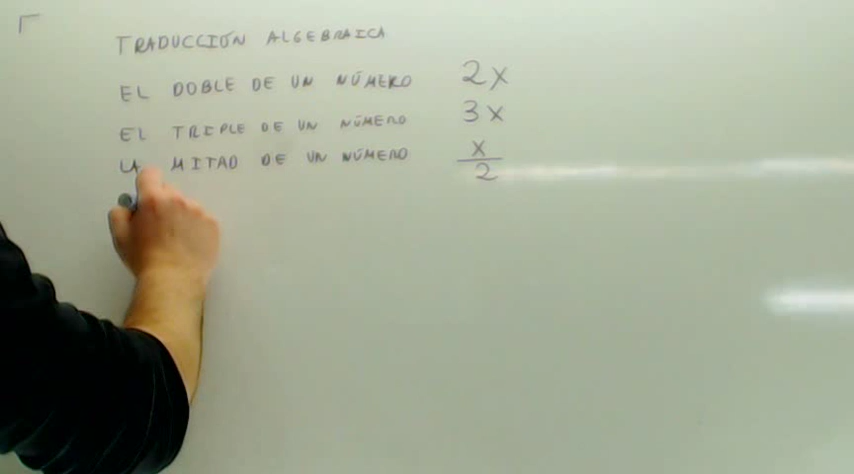 TRADUCCIÓN ALGEBRAICA
EL DOBLE DE UN NÚMERO 2x
EL TRIPLE DE UN NÚMERO 3x
LA MITAD DE UN NÚMERO x/2